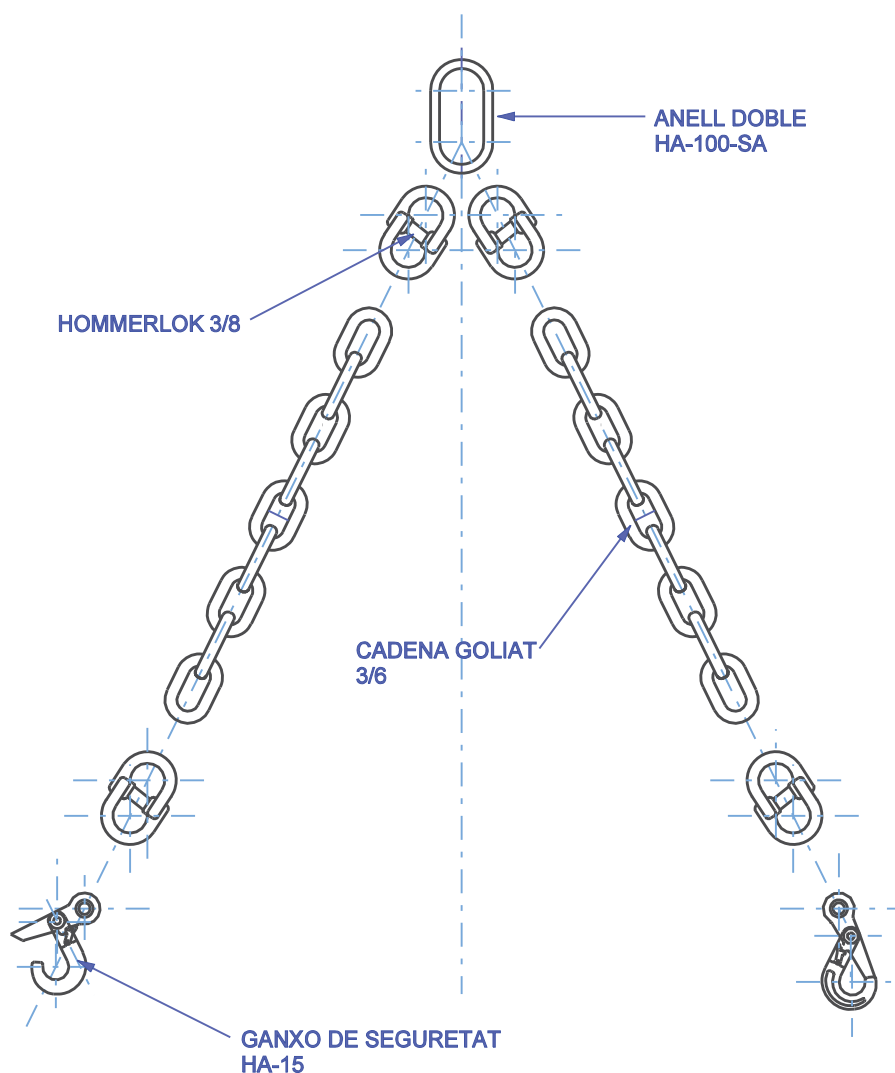 ANELL DOBLE
HA-100-SA
HOMMERLOK 3/8
CADENA GOLIAT
3/6
GANXO DE SEGURETAT
HA-15